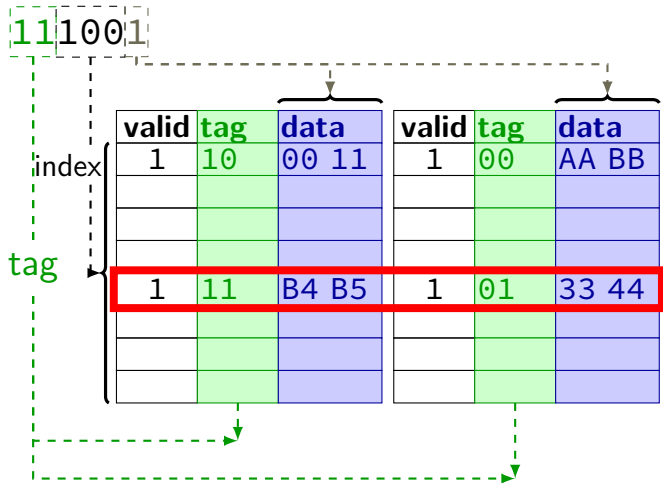 111001
valid tag data valid tag data
index 1 10 00 11 1 00 AA BB
tag
1 11 B4 B5 1 01 33 44